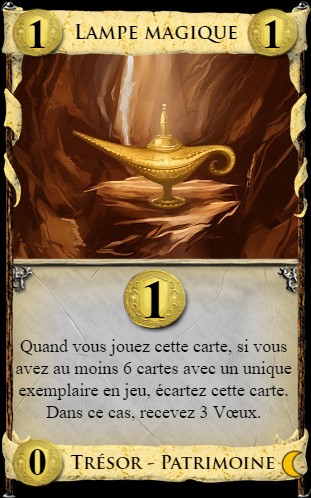 1 LAMPE MAGIQUE 1
1
Quand vous jouez cette carte, si vous
avez au moins 6 cartes avec un unique
exemplaire en jeu, écartez cette carte.
Dans ce cas, recevez 3 Vœux.
0 TRÉSOR - PATRIMOINE